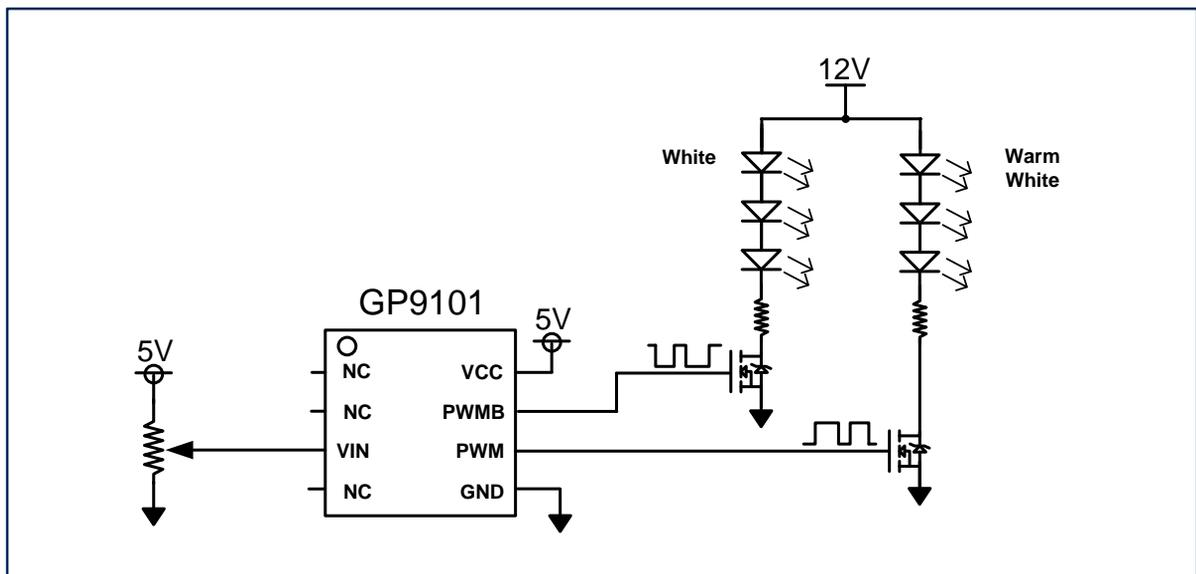 12V
White
Warm
White
GP9101
5V
5V
NC
VCC
NC
PWMB
VIN
PWM
NC
GND